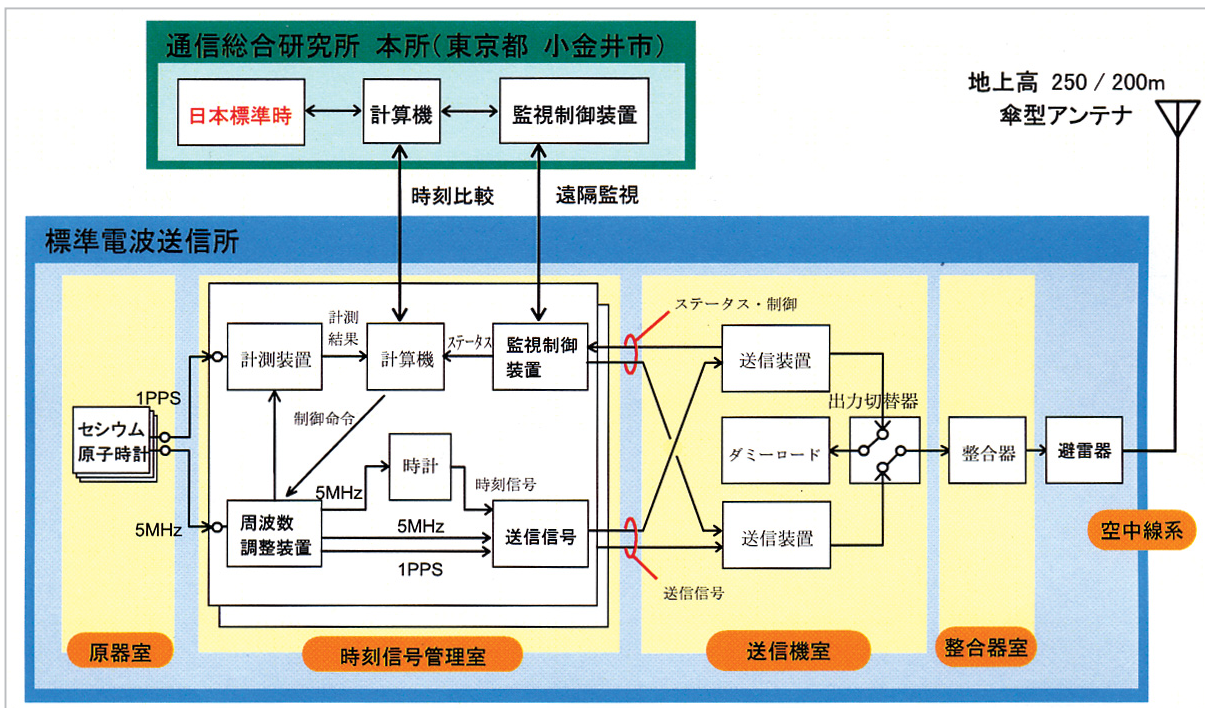 通信総合研究所 本所(東京都 小金井市)
日本標準時
計算機
監視制御装置
地上高 250 / 200m
傘型アンテナ
時刻比較
遠隔監視
標準電波送信所
計測
結果
計測装置
計算機
ステータス
監視制御
装置
ステータス・制御
送信装置
1PPS
セシウム
原子時計
制御命令
時計
5MHz
時刻信号
出力切替器
ダミーロード
整合器
避雷器
5MHz
周波数
調整装置
5MHz
1PPS
送信信号
送信装置
送信信号
空中線系
原器室
時刻信号管理室
送信機室
整合器室